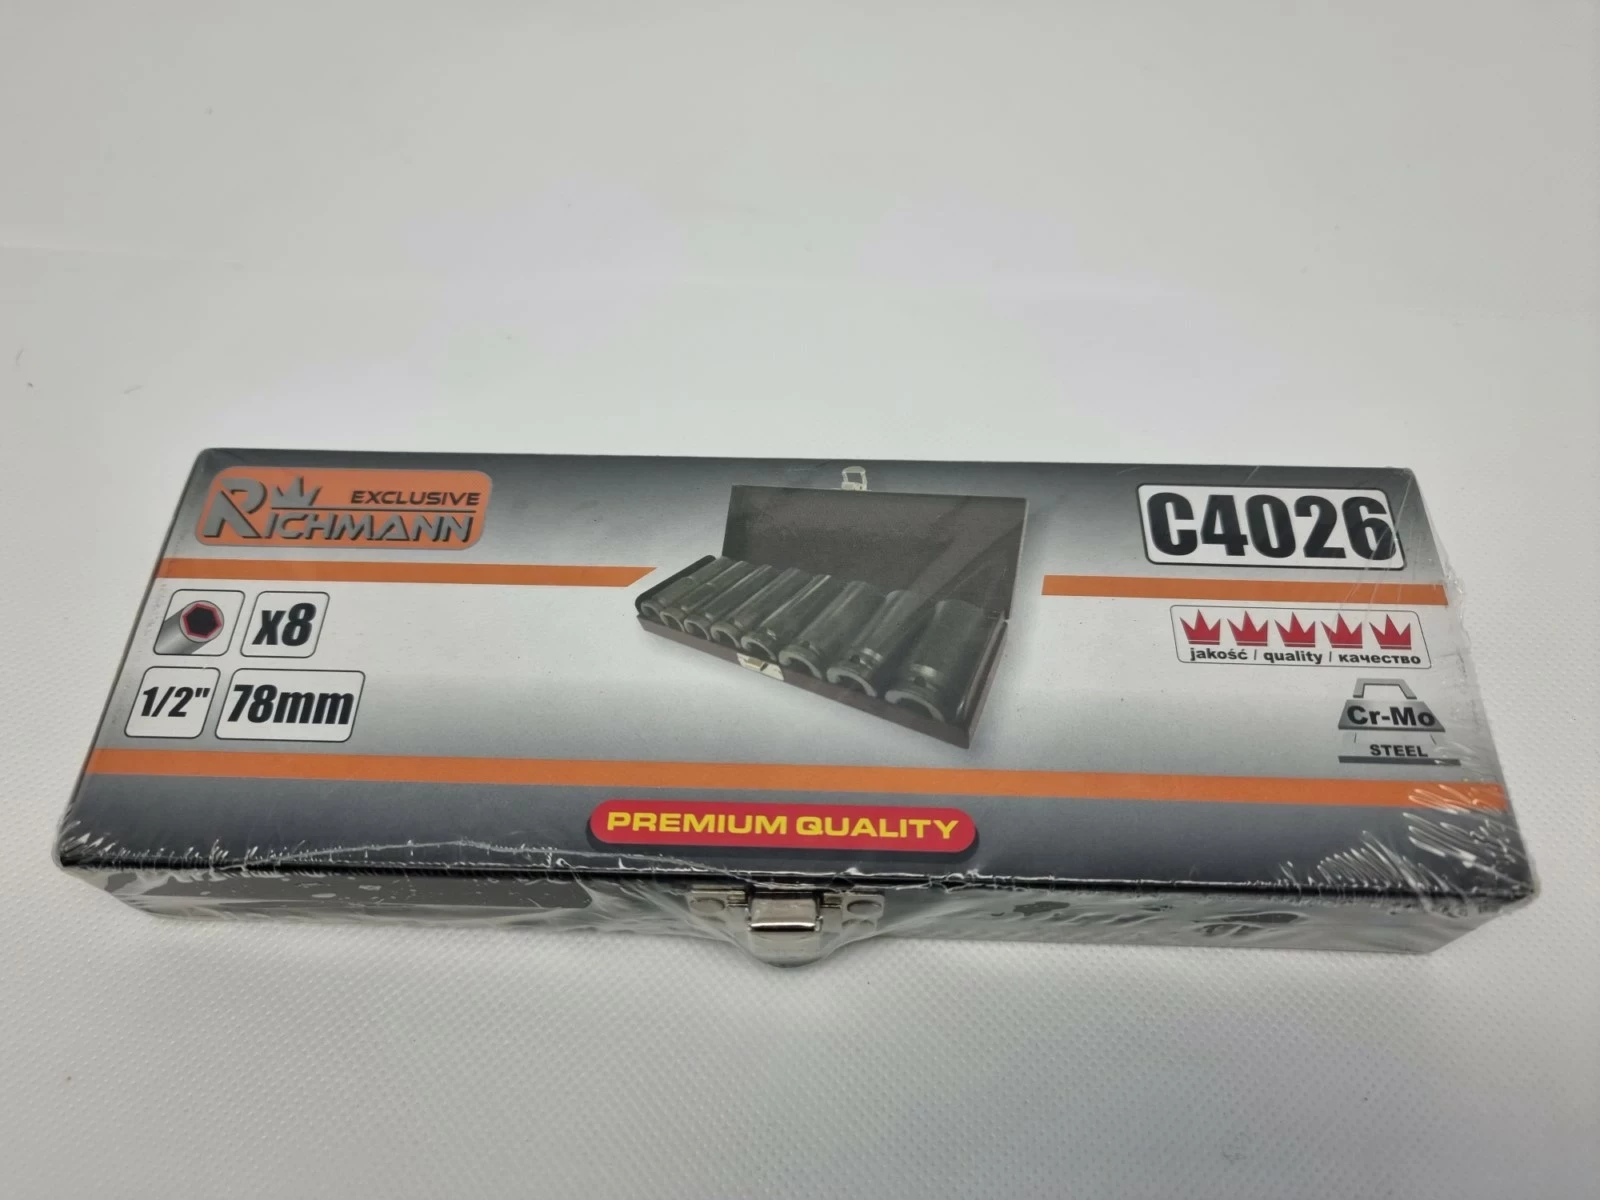 EXCLUSIVE
RICHMANN
C4026
x8
1/2" 78mm
jakość / quality / качество
Cr-Mo
STEEL
PREMIUM QUALITY